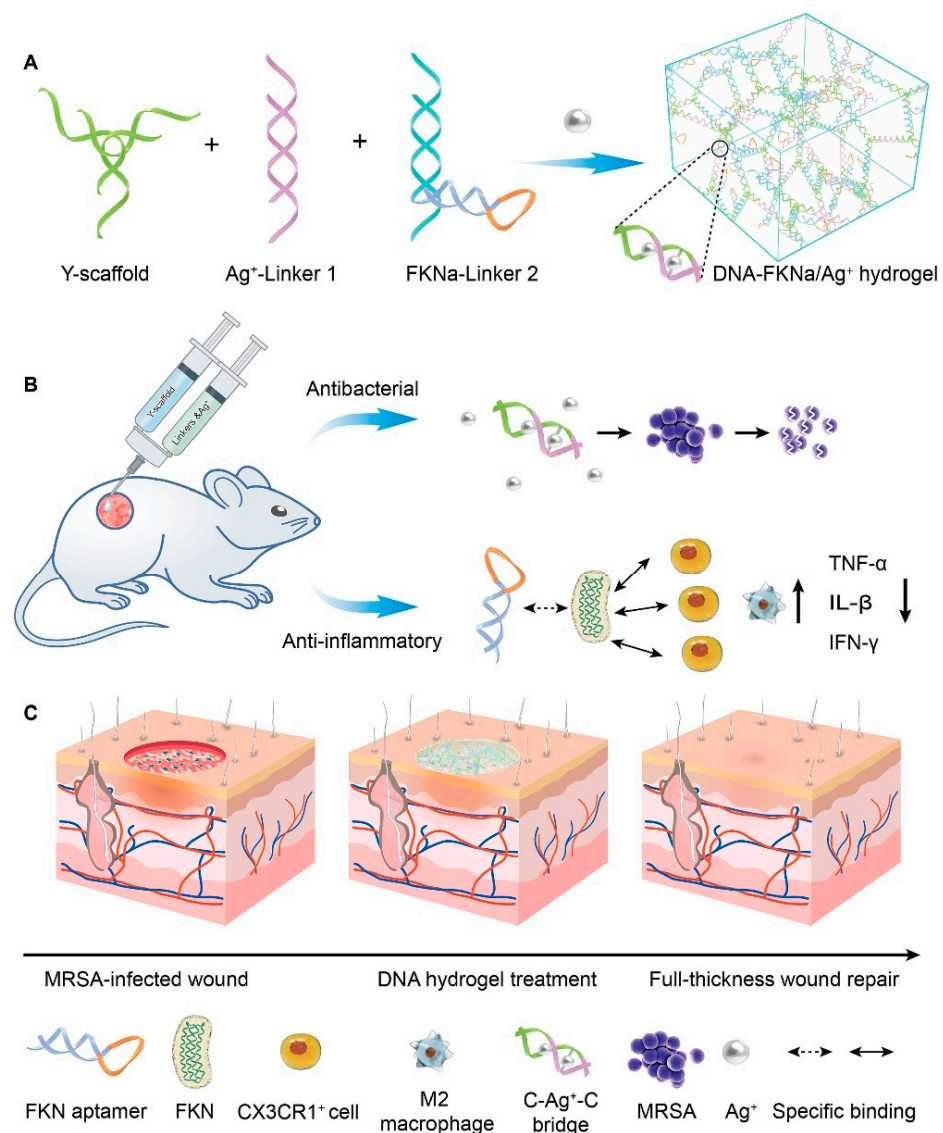 A
+
+
Y-scaffold
Ag⁺-Linker 1
FKNa-Linker 2
DNA-FKNa/Ag⁺ hydrogel
B
Y-scaffold
Linkers &Ag⁺
Antibacterial
Anti-inflammatory
TNF-α
IL-β
IFN-γ
C
MRSA-infected wound
DNA hydrogel treatment
Full-thickness wound repair
FKN aptamer
FKN
CX3CR1⁺ cell
M2
macrophage
C-Ag⁺-C
bridge
MRSA
Ag⁺
Specific binding